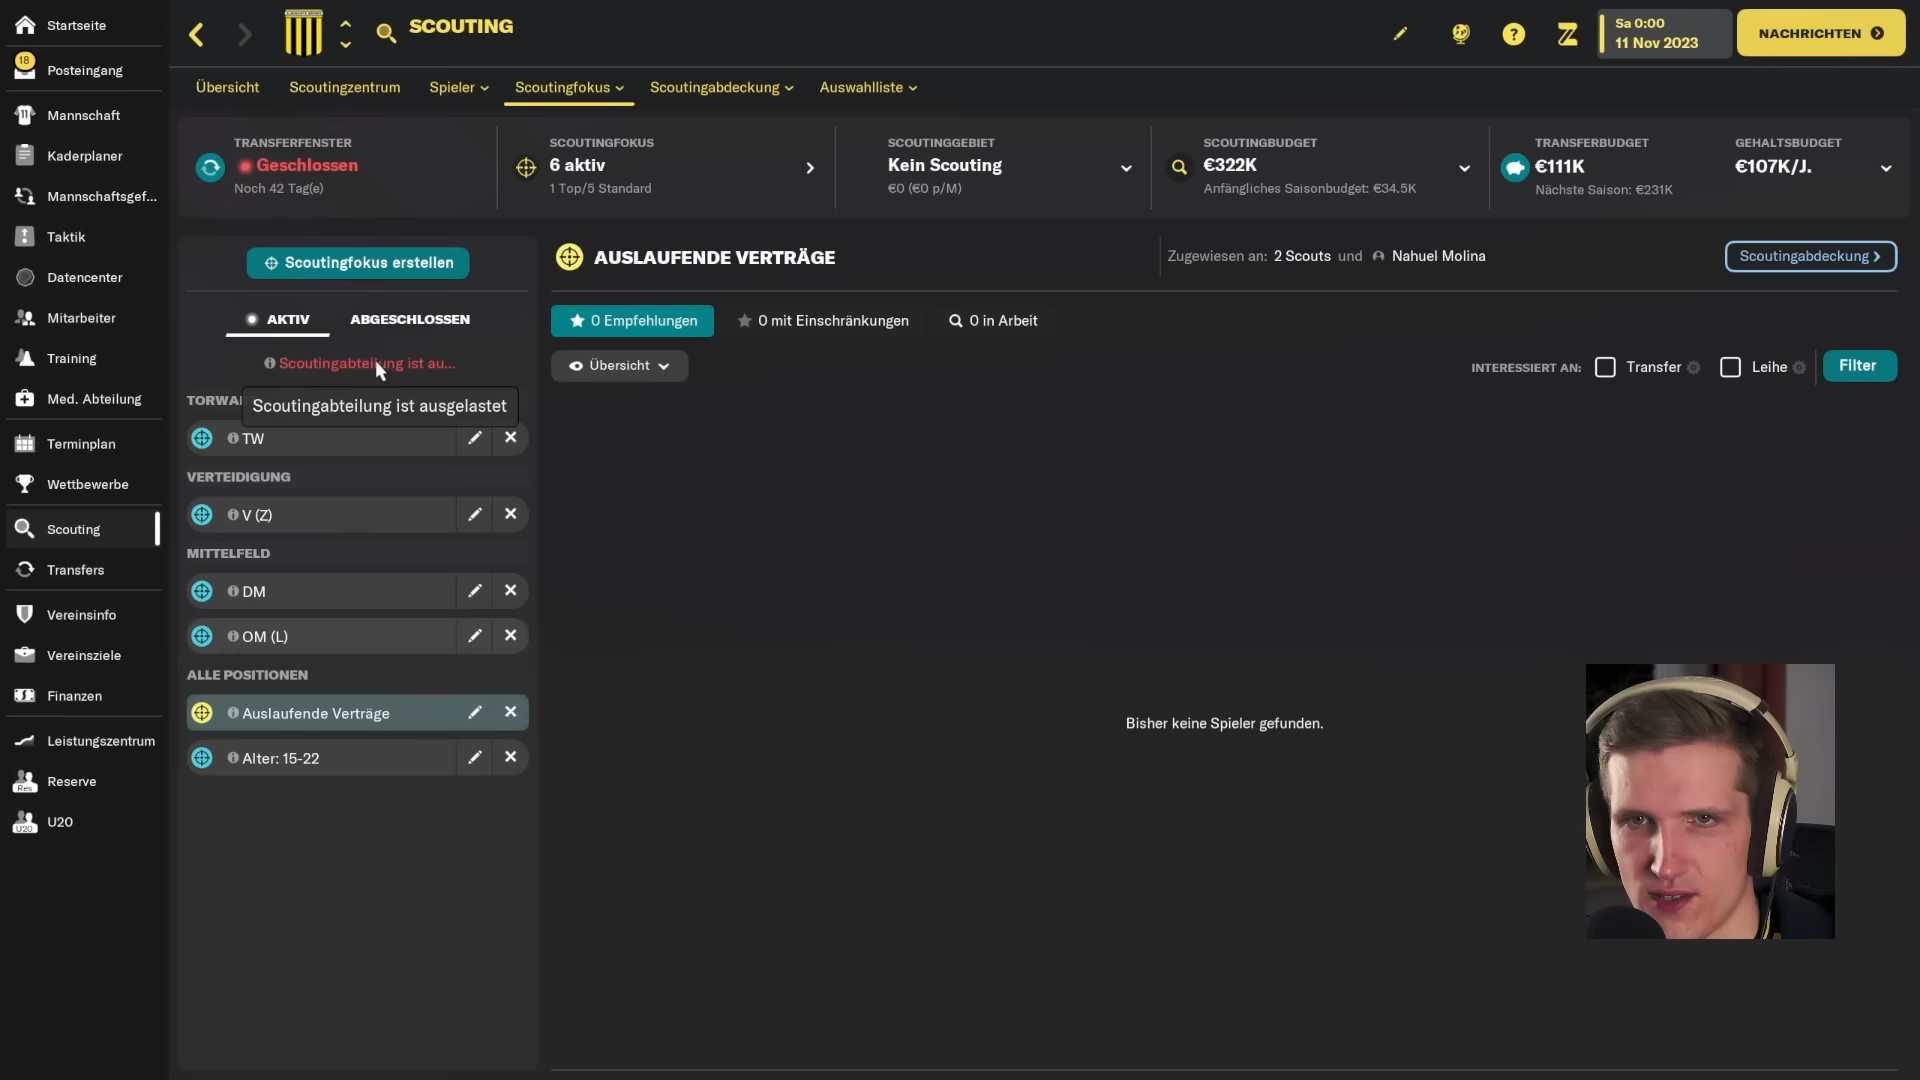 Startseite
18
Posteingang
Mannschaft
Kaderplaner
Mannschaftsgef...
Taktik
Datencenter
Mitarbeiter
Training
Med. Abteilung
Terminplan
Wettbewerbe
Scouting
Transfers
Vereinsinfo
Vereinsziele
Finanzen
Leistungszentrum
Res
Reserve
U20
U20
SCOUTING
Sa 0:00
11 Nov 2023
NACHRICHTEN
Übersicht
Scoutingzentrum
Spieler
Scoutingfokus
Scoutingabdeckung
Auswahlliste
TRANSFERFENSTER
Geschlossen
Noch 42 Tag(e)
SCOUTINGFOKUS
6 aktiv
1 Top/5 Standard
SCOUTINGGEBIET
Kein Scouting
€0 (€0 p/M)
SCOUTINGBUDGET
€322K
Anfängliches Saisonbudget: €34.5K
TRANSFERBUDGET
€111K
Nächste Saison: €231K
GEHALTSBUDGET
€107K/J.
Scoutingfokus erstellen
AKTIV
ABGESCHLOSSEN
Scoutingabteilung ist au...
Scoutingabteilung ist ausgelastet
TW
VERTEIDIGUNG
V (Z)
MITTELFELD
DM
OM (L)
ALLE POSITIONEN
Auslaufende Verträge
Alter: 15-22
AUSLAUFENDE VERTRÄGE
Zugewiesen an: 2 Scouts und Nahuel Molina
Scoutingabdeckung
0 Empfehlungen
0 mit Einschränkungen
0 in Arbeit
Übersicht
INTERESSIERT AN:
Transfer
Leihe
Filter
Bisher keine Spieler gefunden.